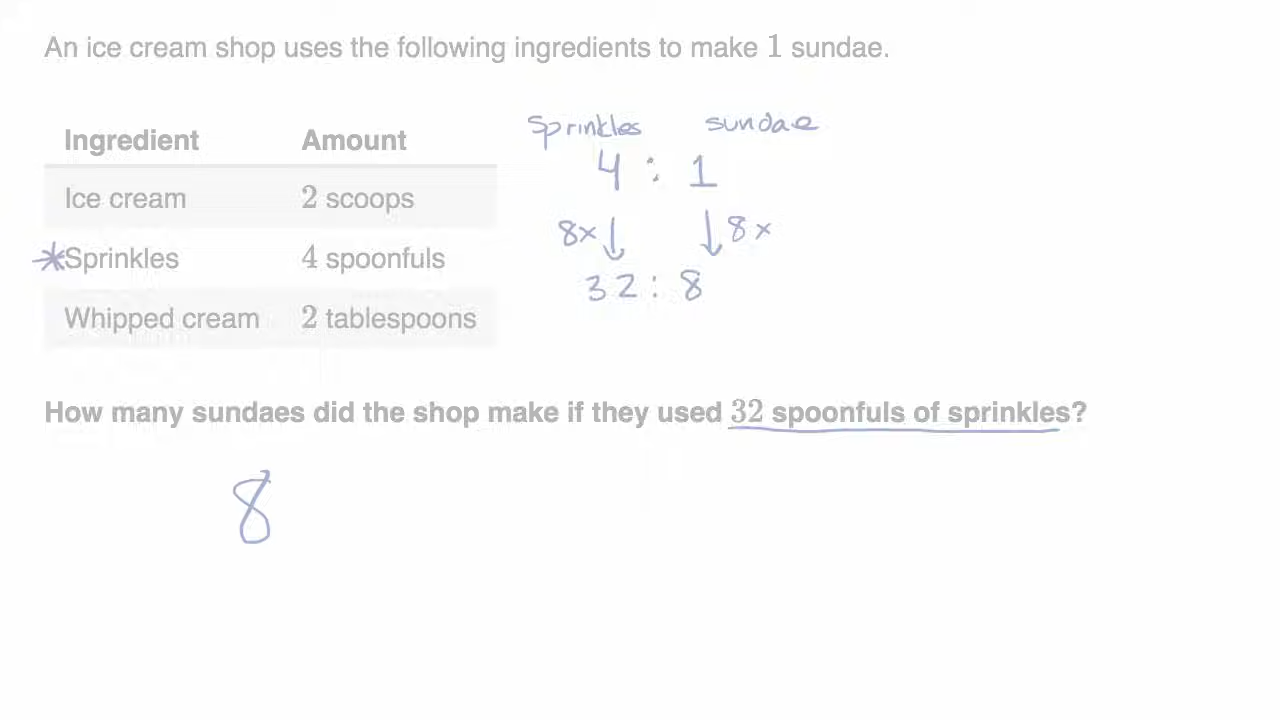 An ice cream shop uses the following ingredients to make 1 sundae.
Ingredient Amount
Ice cream 2 scoops
*Sprinkles 4 spoonfuls
Whipped cream 2 tablespoons
Sprinkles sundae
4 : 1
8x 8x
32 : 8
How many sundaes did the shop make if they used 32 spoonfuls of sprinkles?
8